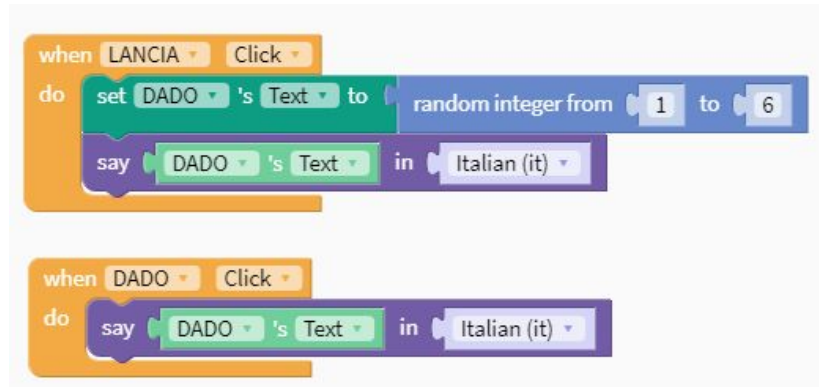 when LANCIA Click
do set DADO 's Text to random integer from 1 to 6
say DADO 's Text in Italian (it)
when DADO Click
do say DADO 's Text in Italian (it)